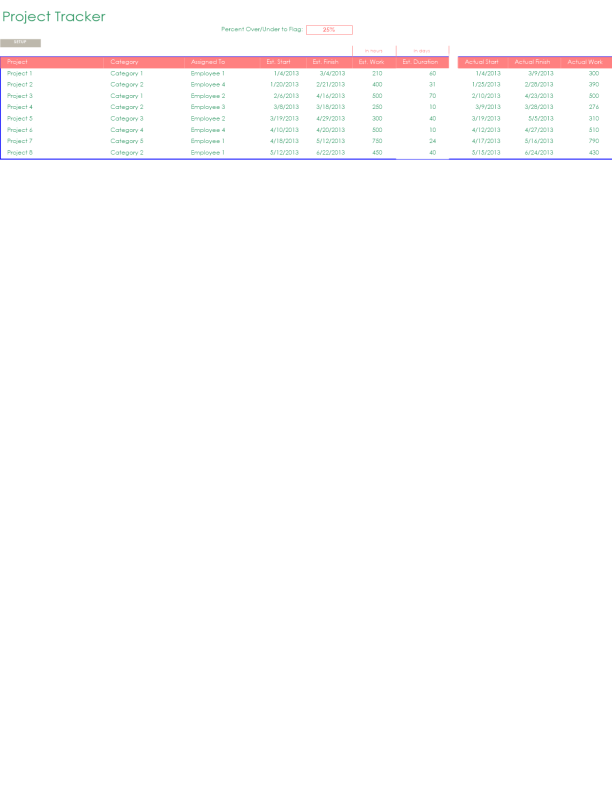 Project Tracker
Percent Over/Under to Flag: 25%
SETUP
In Hours In Days
Project Category Assigned To Est. Start Est. Finish Est. Work Est. Duration Actual Start Actual Finish Actual Work
Project 1 Category 1 Employee 1 1/4/2013 3/4/2013 210 60 1/4/2013 3/9/2013 300
Project 2 Category 2 Employee 4 1/20/2013 2/21/2013 400 31 1/25/2013 2/28/2013 390
Project 3 Category 1 Employee 2 2/6/2013 4/16/2013 500 70 2/10/2013 4/23/2013 500
Project 4 Category 2 Employee 3 3/8/2013 3/18/2013 250 10 3/9/2013 3/28/2013 276
Project 5 Category 3 Employee 2 3/19/2013 4/29/2013 300 40 3/19/2013 5/5/2013 310
Project 6 Category 4 Employee 4 4/10/2013 4/20/2013 500 10 4/12/2013 4/27/2013 510
Project 7 Category 5 Employee 1 4/18/2013 5/12/2013 750 24 4/17/2013 5/16/2013 790
Project 8 Category 2 Employee 1 5/12/2013 6/22/2013 450 40 5/15/2013 6/24/2013 430